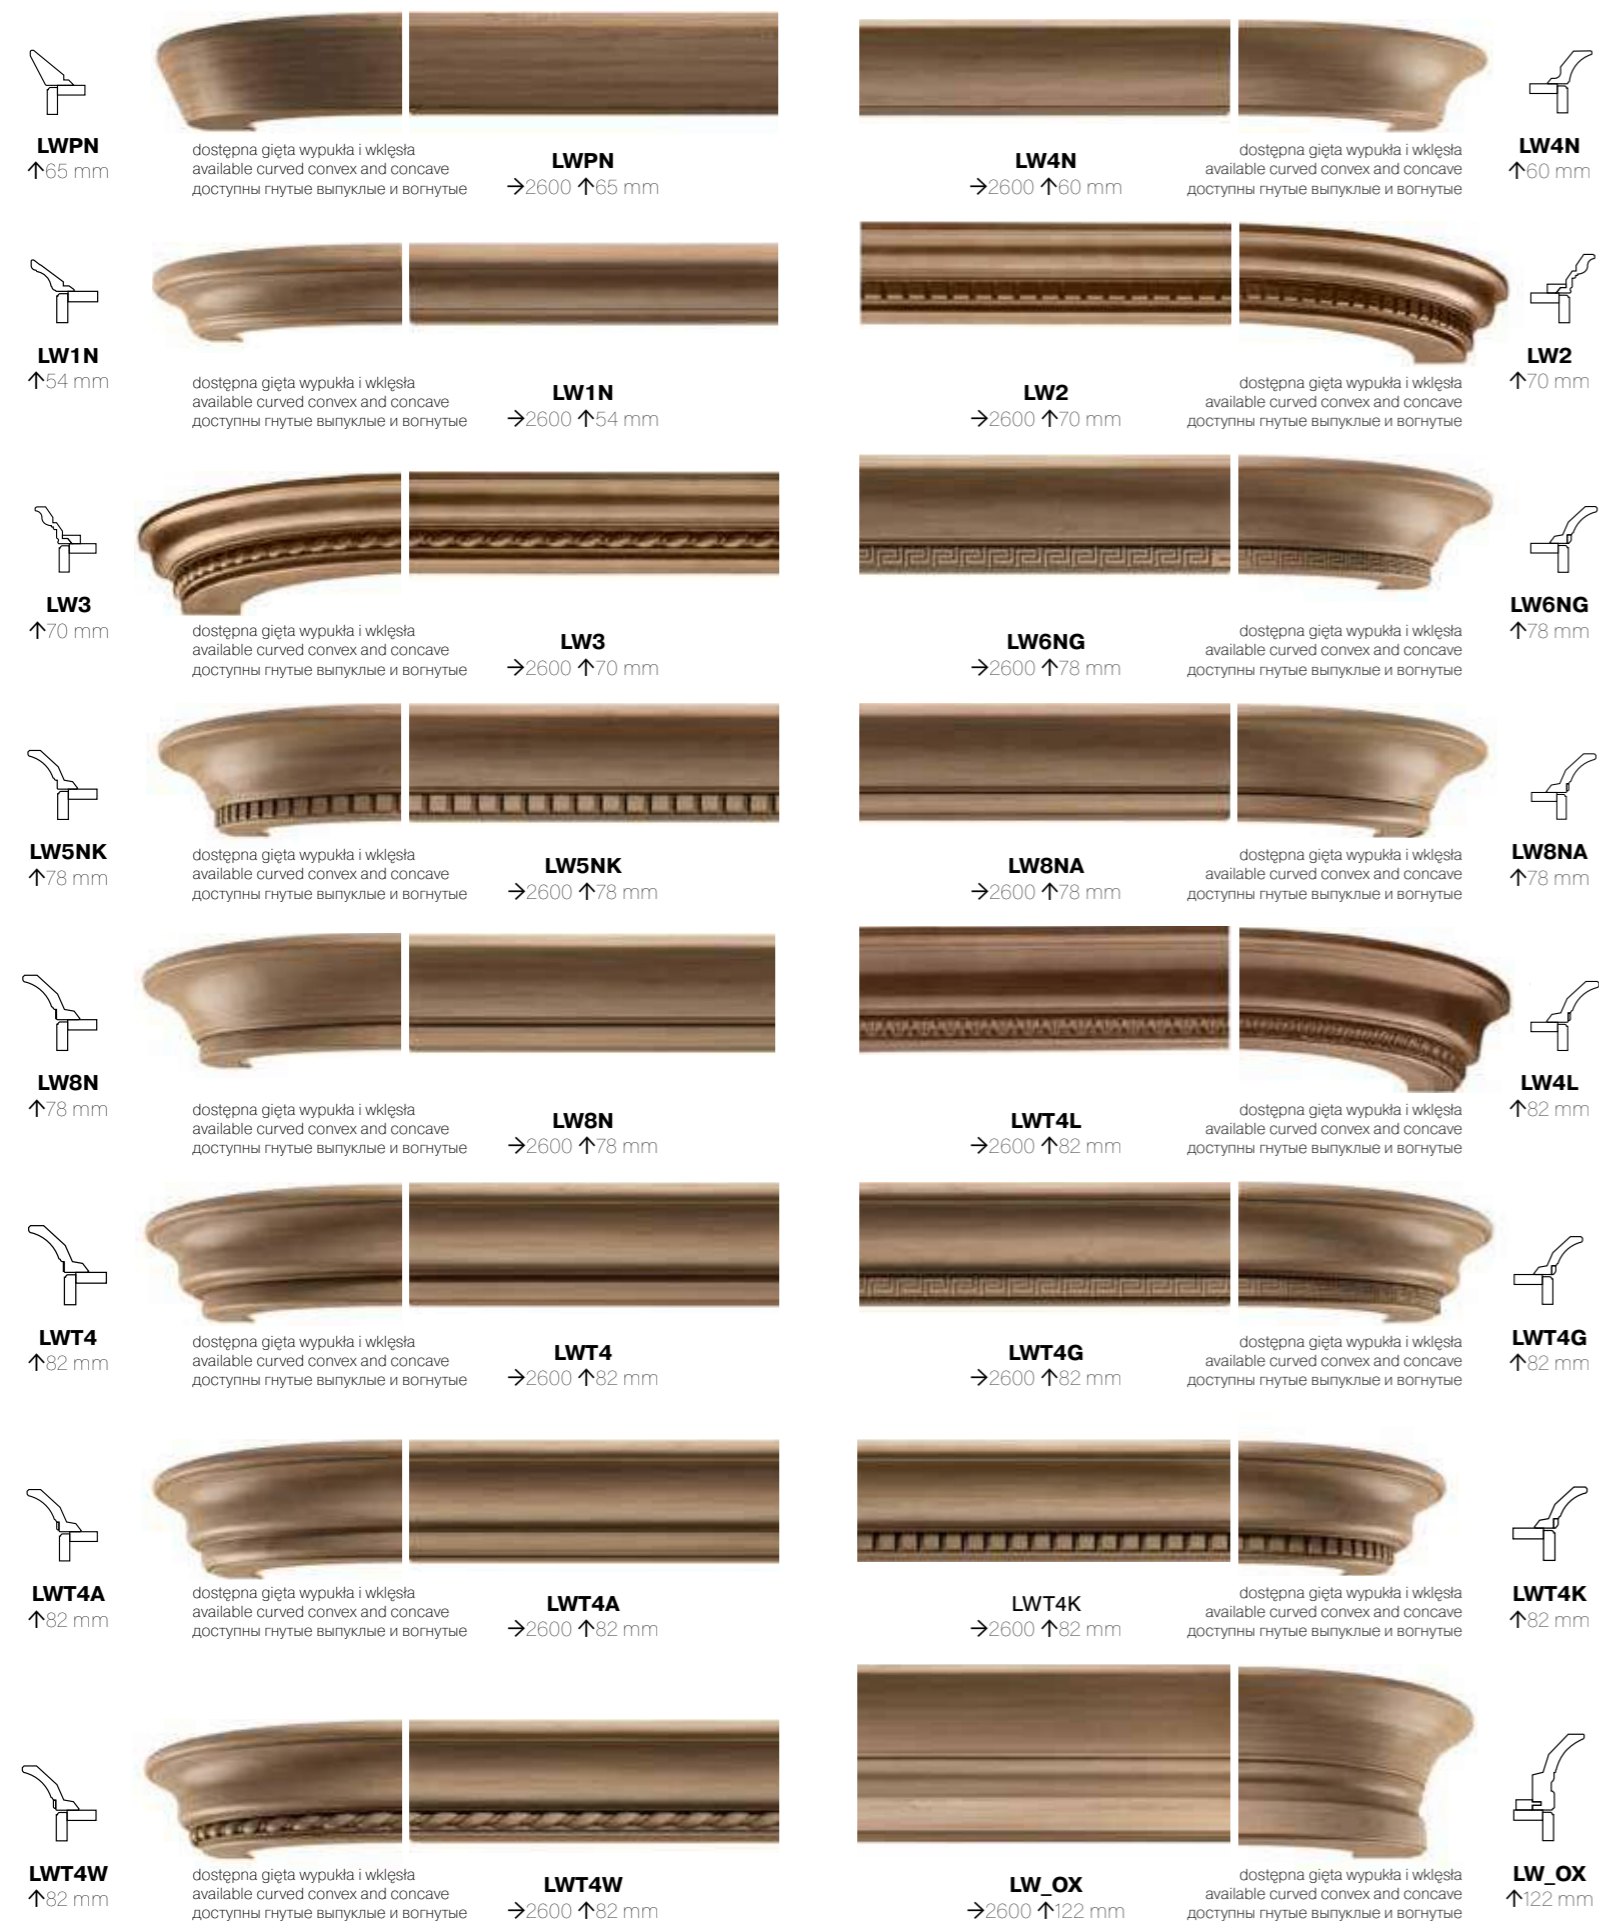 LWPN
↑65 mm
dostępna gięta wypukła i wklęsła
available curved convex and concave
доступны гнутые выпуклые и вогнутые
LWPN
→2600 ↑65 mm
LW4N
→2600 ↑60 mm
dostępna gięta wypukła i wklęsła
available curved convex and concave
доступны гнутые выпуклые и вогнутые
LW4N
↑60 mm
LW1N
↑54 mm
dostępna gięta wypukła i wklęsła
available curved convex and concave
доступны гнутые выпуклые и вогнутые
LW1N
→2600 ↑54 mm
LW2
→2600 ↑70 mm
dostępna gięta wypukła i wklęsła
available curved convex and concave
доступны гнутые выпуклые и вогнутые
LW2
↑70 mm
LW3
↑70 mm
dostępna gięta wypukła i wklęsła
available curved convex and concave
доступны гнутые выпуклые и вогнутые
LW3
→2600 ↑70 mm
LW6NG
→2600 ↑78 mm
dostępna gięta wypukła i wklęsła
available curved convex and concave
доступны гнутые выпуклые и вогнутые
LW6NG
↑78 mm
LW5NK
↑78 mm
dostępna gięta wypukła i wklęsła
available curved convex and concave
доступны гнутые выпуклые и вогнутые
LW5NK
→2600 ↑78 mm
LW8NA
→2600 ↑78 mm
dostępna gięta wypukła i wklęsła
available curved convex and concave
доступны гнутые выпуклые и вогнутые
LW8NA
↑78 mm
LW8N
↑78 mm
dostępna gięta wypukła i wklęsła
available curved convex and concave
доступны гнутые выпуклые и вогнутые
LW8N
→2600 ↑78 mm
LWT4L
→2600 ↑82 mm
dostępna gięta wypukła i wklęsła
available curved convex and concave
доступны гнутые выпуклые и вогнутые
LW4L
↑82 mm
LWT4
↑82 mm
dostępna gięta wypukła i wklęsła
available curved convex and concave
доступны гнутые выпуклые и вогнутые
LWT4
→2600 ↑82 mm
LWT4G
→2600 ↑82 mm
dostępna gięta wypukła i wklęsła
available curved convex and concave
доступны гнутые выпуклые и вогнутые
LWT4G
↑82 mm
LWT4A
↑82 mm
dostępna gięta wypukła i wklęsła
available curved convex and concave
доступны гнутые выпуклые и вогнутые
LWT4A
→2600 ↑82 mm
LWT4K
→2600 ↑82 mm
dostępna gięta wypukła i wklęsła
available curved convex and concave
доступны гнутые выпуклые и вогнутые
LWT4K
↑82 mm
LWT4W
↑82 mm
dostępna gięta wypukła i wklęsła
available curved convex and concave
доступны гнутые выпуклые и вогнутые
LWT4W
→2600 ↑82 mm
LW_OX
→2600 ↑122 mm
dostępna gięta wypukła i wklęsła
available curved convex and concave
доступны гнутые выпуклые и вогнутые
LW_OX
↑122 mm